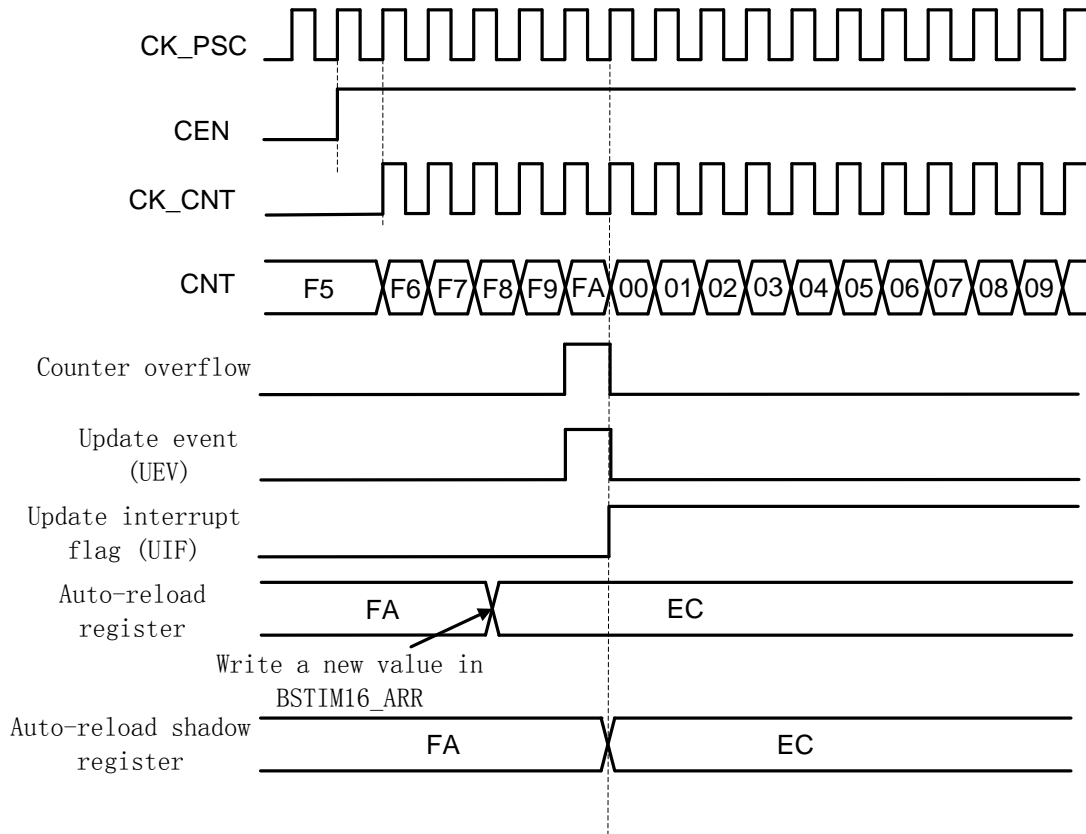 CK_PSC
CEN
CK_CNT
CNT
F5 F6 F7 F8 F9 FA 00 01 02 03 04 05 06 07 08 09
Counter overflow
Update event
(UEV)
Update interrupt
flag (UIF)
Auto-reload
register
FA
EC
Write a new value in
BSTIM16_ARR
Auto-reload shadow
register
FA
EC